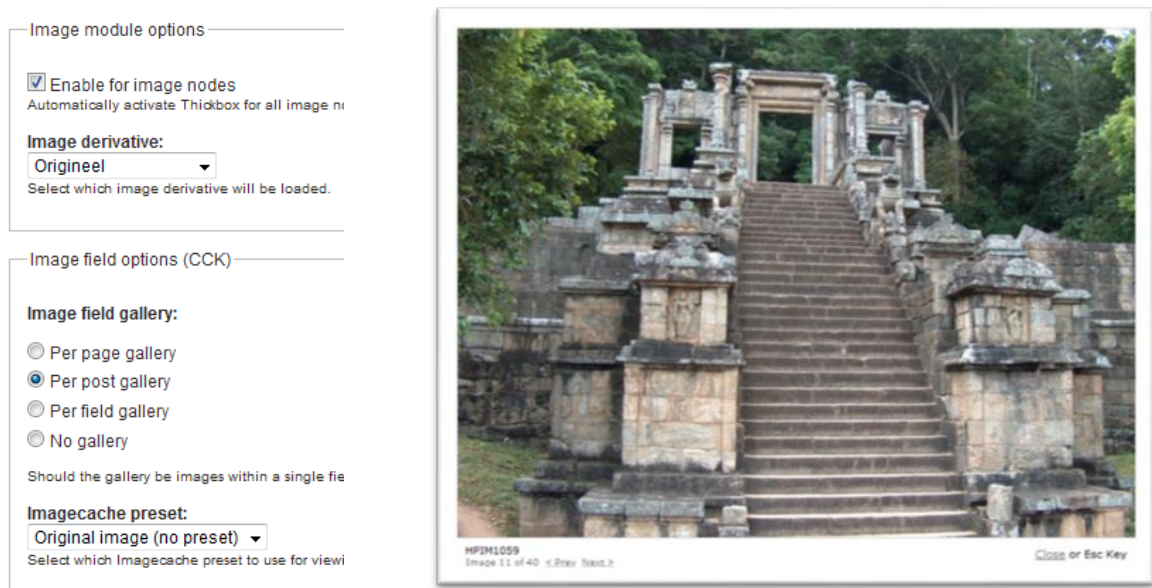 Image module options
Enable for image nodes
Automatically activate Thickbox for all image
Image derivative:
Origineel
Select which image derivative will be loaded.
Image field options (CCK)
Image field gallery:
Per page gallery
Per post gallery
Per field gallery
No gallery
Should the gallery be images within a single
Imagecache preset:
Original image (no preset)
Select which Imagecache preset to use for
HPIM1059
Image 11 of 40 < Prev Next >
Close or Esc Key